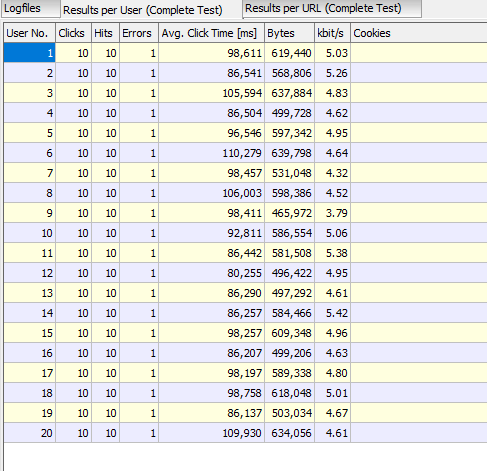 Logfiles Results per User (Complete Test) Results per URL (Complete Test)
User No. Clicks Hits Errors Avg. Click Time [ms] Bytes kbit/s Cookies
1 10 10 1 98,611 619,440 5.03
2 10 10 1 86,541 568,806 5.26
3 10 10 1 105,594 637,884 4.83
4 10 10 1 86,504 499,728 4.62
5 10 10 1 96,546 597,342 4.95
6 10 10 1 110,279 639,798 4.64
7 10 10 1 98,457 531,048 4.32
8 10 10 1 106,003 598,386 4.52
9 10 10 1 98,411 465,972 3.79
10 10 10 1 92,811 586,554 5.06
11 10 10 1 86,442 581,508 5.38
12 10 10 1 80,255 496,422 4.95
13 10 10 1 86,290 497,292 4.61
14 10 10 1 86,257 584,466 5.42
15 10 10 1 98,257 609,348 4.96
16 10 10 1 86,207 499,206 4.63
17 10 10 1 98,197 589,338 4.80
18 10 10 1 98,758 618,048 5.01
19 10 10 1 86,137 503,034 4.67
20 10 10 1 109,930 634,056 4.61